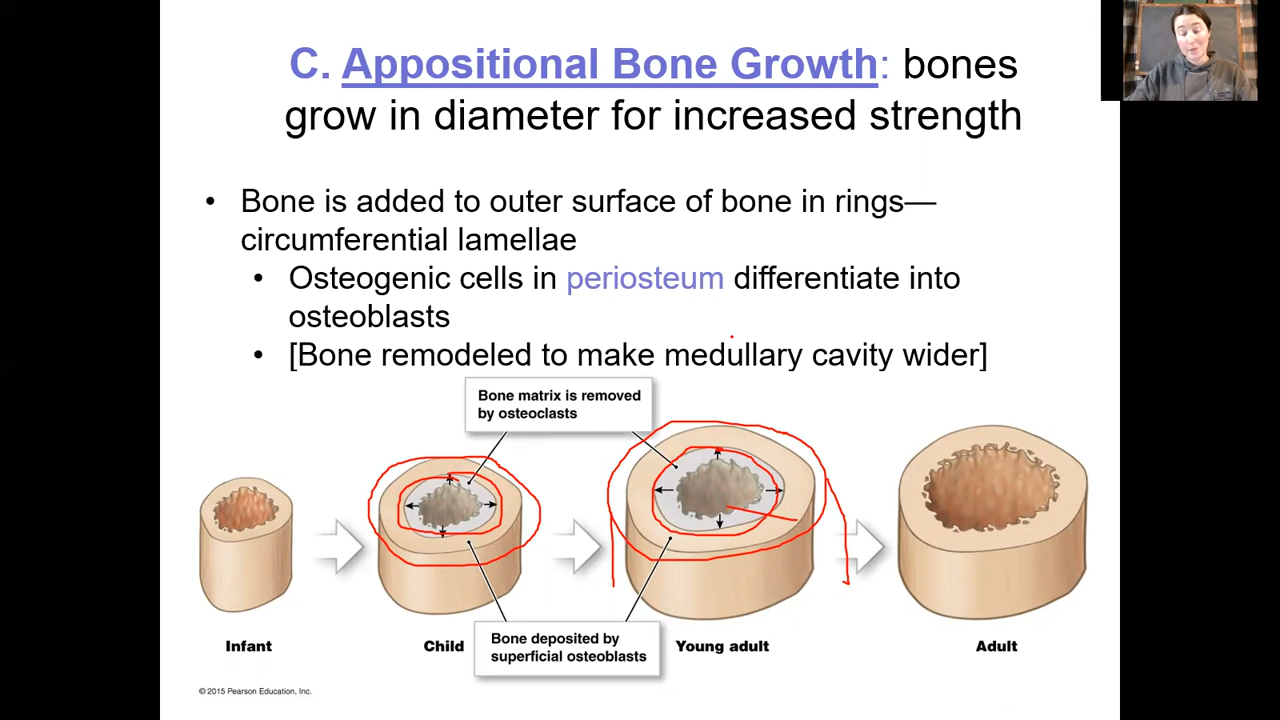 C. Appositional Bone Growth: bones
grow in diameter for increased strength
• Bone is added to outer surface of bone in rings—
circumferential lamellae
• Osteogenic cells in periosteum differentiate into
osteoblasts
• [Bone remodeled to make medullary cavity wider]
Bone matrix is removed
by osteoclasts
Bone deposited by
superficial osteoblasts
Infant
Child
Young adult
Adult
© 2015 Pearson Education, Inc.